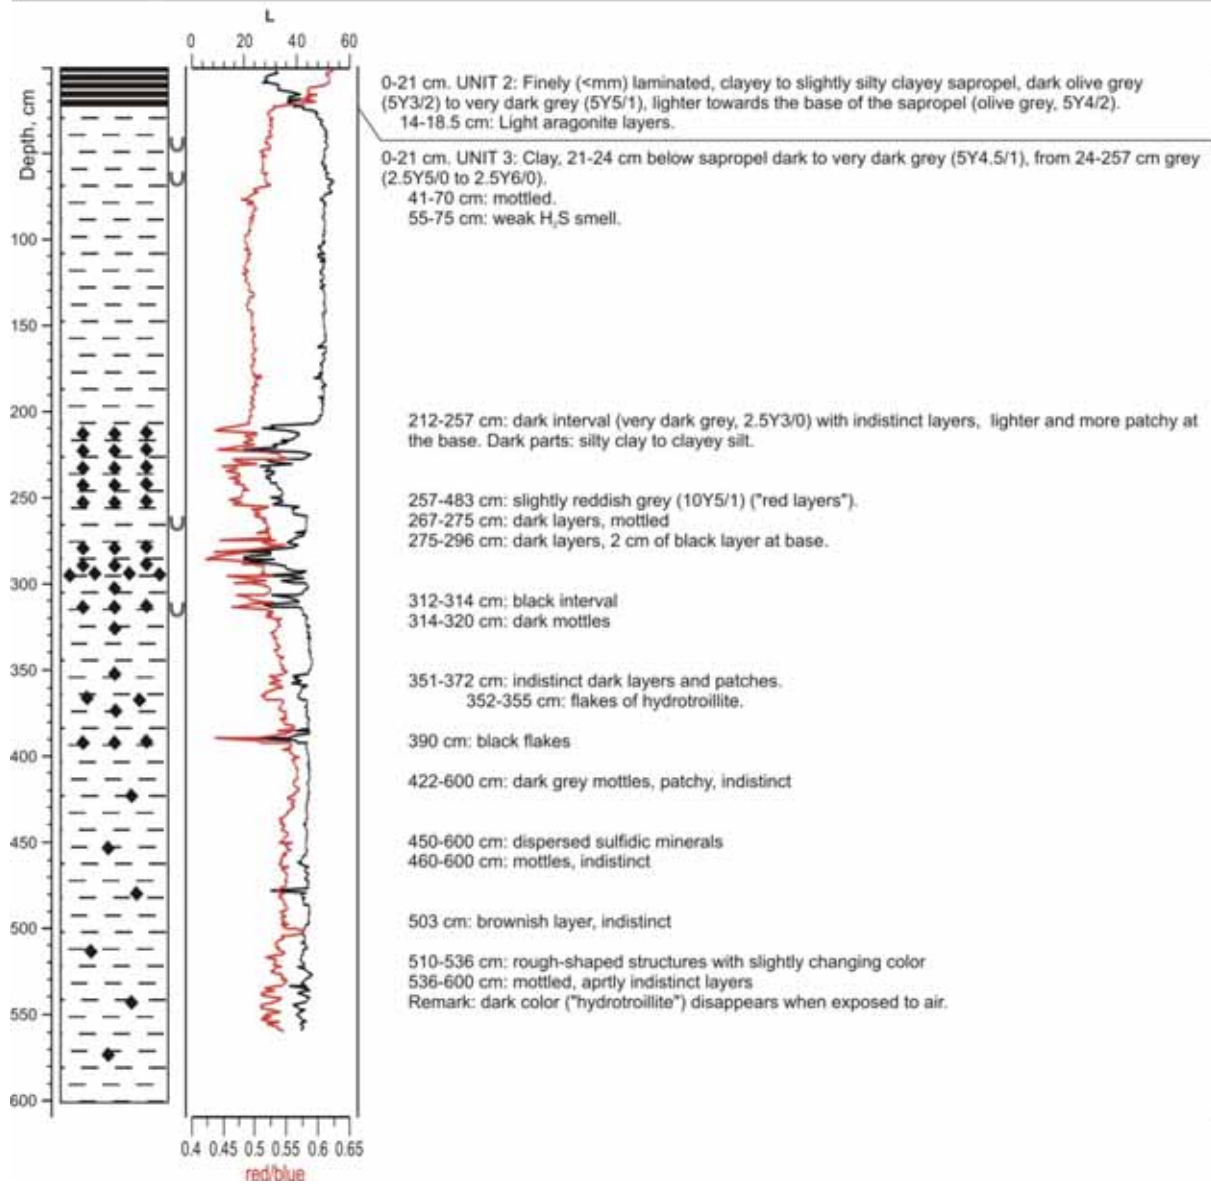 L
0 20 40 60
Depth, cm
100
150
200
250
300
350
400
450
500
550
600
0-21 cm. UNIT 2: Finely (<mm) laminated, clayey to slightly silty clayey sapropel, dark olive grey
(5Y3/2) to very dark grey (5Y5/1), lighter towards the base of the sapropel (olive grey, 5Y4/2).
14-18.5 cm: Light aragonite layers.
0-21 cm. UNIT 3: Clay, 21-24 cm below sapropel dark to very dark grey (5Y4.5/1), from 24-257 cm grey
(2.5Y5/0 to 2.5Y6/0).
41-70 cm: mottled.
55-75 cm: weak H₂S smell.
212-257 cm: dark interval (very dark grey, 2.5Y3/0) with indistinct layers, lighter and more patchy at
the base. Dark parts: silty clay to clayey silt.
257-483 cm: slightly reddish grey (10Y5/1) ("red layers").
267-275 cm: dark layers, mottled
275-296 cm: dark layers, 2 cm of black layer at base.
312-314 cm: black interval
314-320 cm: dark mottles
351-372 cm: indistinct dark layers and patches.
352-355 cm: flakes of hydrotroillite.
390 cm: black flakes
422-600 cm: dark grey mottles, patchy, indistinct
450-600 cm: dispersed sulfidic minerals
460-600 cm: mottles, indistinct
503 cm: brownish layer, indistinct
510-536 cm: rough-shaped structures with slightly changing color
536-600 cm: mottled, aprtly indistinct layers
Remark: dark color ("hydrotroillite") disappears when exposed to air.
0.4 0.45 0.5 0.55 0.6 0.65
red/blue